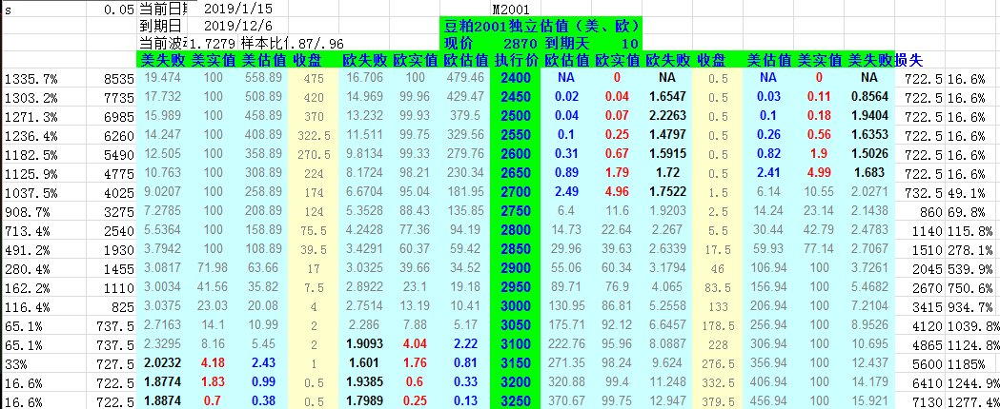 s 0.05 当前日期 2019/1/15 M2001
到期日 2019/12/6 豆粕2001独立估值（美、欧）
当前波动 1.7279 样本比例 .87/.96 现价 2870 到期天 10
美失败 美实值 美估值 收盘 欧失败 欧实值 欧估值 执行价 欧估值 欧实值 欧失败 收盘 美估值 美实值 美失败 损失
1335.7% 8535 19.474 100 558.89 475 16.706 100 479.46 2400 NA 0 NA 0.5 NA 0 NA 722.5 16.6%
1303.2% 7735 17.732 100 508.89 420 14.969 99.96 429.47 2450 0.02 0.04 1.6547 0.5 0.03 0.11 0.8564 722.5 16.6%
1271.3% 6985 15.989 100 458.89 370 13.232 99.93 379.5 2500 0.04 0.07 2.2263 0.5 0.1 0.18 1.9404 722.5 16.6%
1236.4% 6260 14.247 100 408.89 322.5 11.511 99.75 329.56 2550 0.1 0.25 1.4797 0.5 0.26 0.56 1.6353 722.5 16.6%
1182.5% 5490 12.505 100 358.89 270.5 9.8134 99.33 279.76 2600 0.31 0.67 1.5915 0.5 0.82 1.9 1.5026 722.5 16.6%
1125.9% 4775 10.763 100 308.89 224 8.1724 98.21 230.34 2650 0.89 1.79 1.72 0.5 2.41 4.99 1.683 722.5 16.6%
1037.5% 4025 9.0207 100 258.89 174 6.6704 95.04 181.95 2700 2.49 4.96 1.7522 1.5 6.14 10.55 2.0271 732.5 49.1%
908.7% 3275 7.2785 100 208.89 124 5.3528 88.43 135.85 2750 6.4 11.6 1.9203 2.5 14.24 23.14 2.1438 860 69.8%
713.4% 2540 5.5364 100 158.89 75.5 4.2428 77.36 94.19 2800 14.73 22.64 2.267 5.5 30.44 42.79 2.4783 1140 115.8%
491.2% 1930 3.7942 100 108.89 39.5 3.4291 60.37 59.42 2850 29.96 39.63 2.6339 17.5 59.93 77.14 2.7067 1510 278.1%
280.4% 1455 3.0817 71.98 63.66 17 3.0325 39.66 34.52 2900 55.06 60.34 3.1794 46 106.94 100 3.7261 2045 539.9%
162.2% 1110 3.0034 41.56 35.82 7.5 2.8922 23.1 19.18 2950 89.71 76.9 4.065 83.5 156.94 100 5.4682 2670 750.6%
116.4% 825 3.0375 23.03 20.08 4 2.7514 13.19 10.41 3000 130.95 86.81 5.2558 133 206.94 100 7.2104 3415 934.7%
65.1% 737.5 2.7163 14.1 10.99 2 2.286 7.88 5.17 3050 175.71 92.12 6.6457 178.5 256.94 100 8.9526 4120 1039.8%
65.1% 737.5 2.3295 8.16 5.45 2 1.9093 4.04 2.22 3100 222.76 95.96 8.0887 228 306.94 100 10.695 4865 1124.8%
33% 727.5 2.0232 4.18 2.43 1 1.601 1.76 0.81 3150 271.35 98.24 9.624 276.5 356.94 100 12.437 5600 1185%
16.6% 722.5 1.8774 1.83 0.99 0.5 1.9385 0.6 0.33 3200 320.88 99.4 11.248 332.5 406.94 100 14.179 6410 1244.9%
16.6% 722.5 1.8874 0.7 0.38 0.5 1.7989 0.25 0.13 3250 370.67 99.75 12.947 379.5 456.94 100 15.921 7130 1277.4%